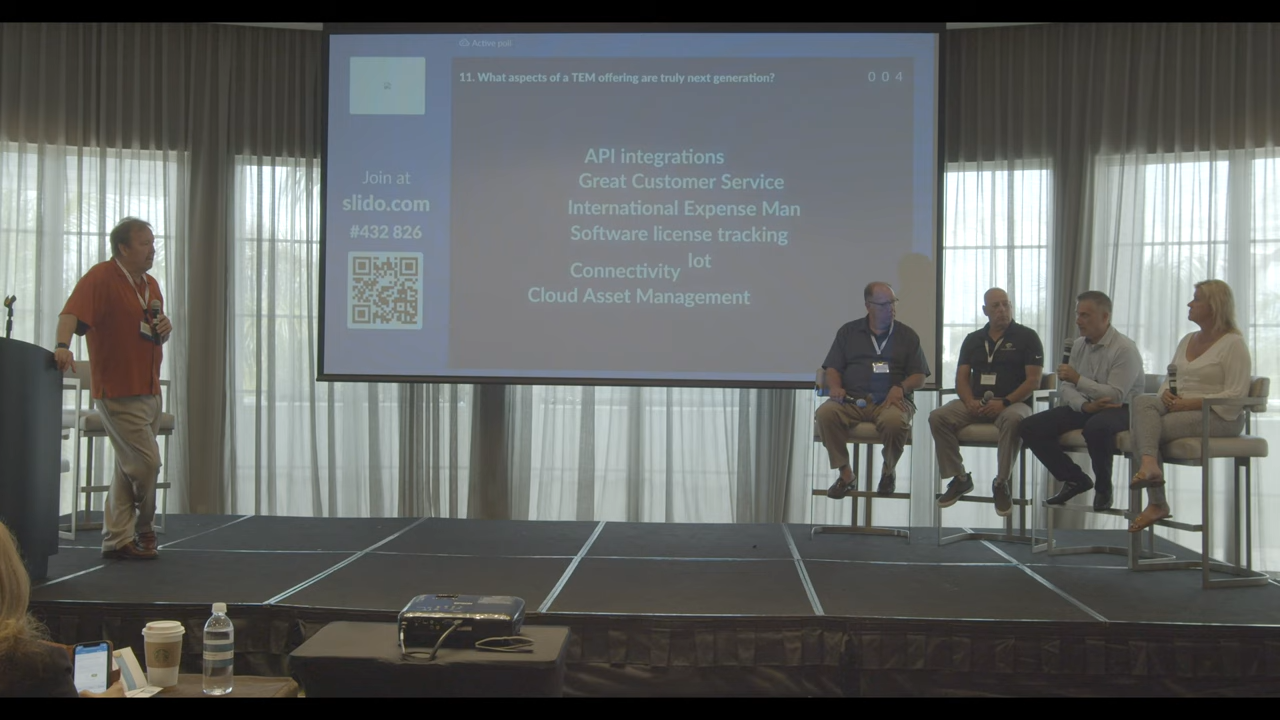 Active poll
11. What aspects of a TEM offering are truly next generation?
0 0 4
Join at
slido.com
#432 826
API integrations
Great Customer Service
International Expense Man
Software license tracking
Iot
Connectivity
Cloud Asset Management